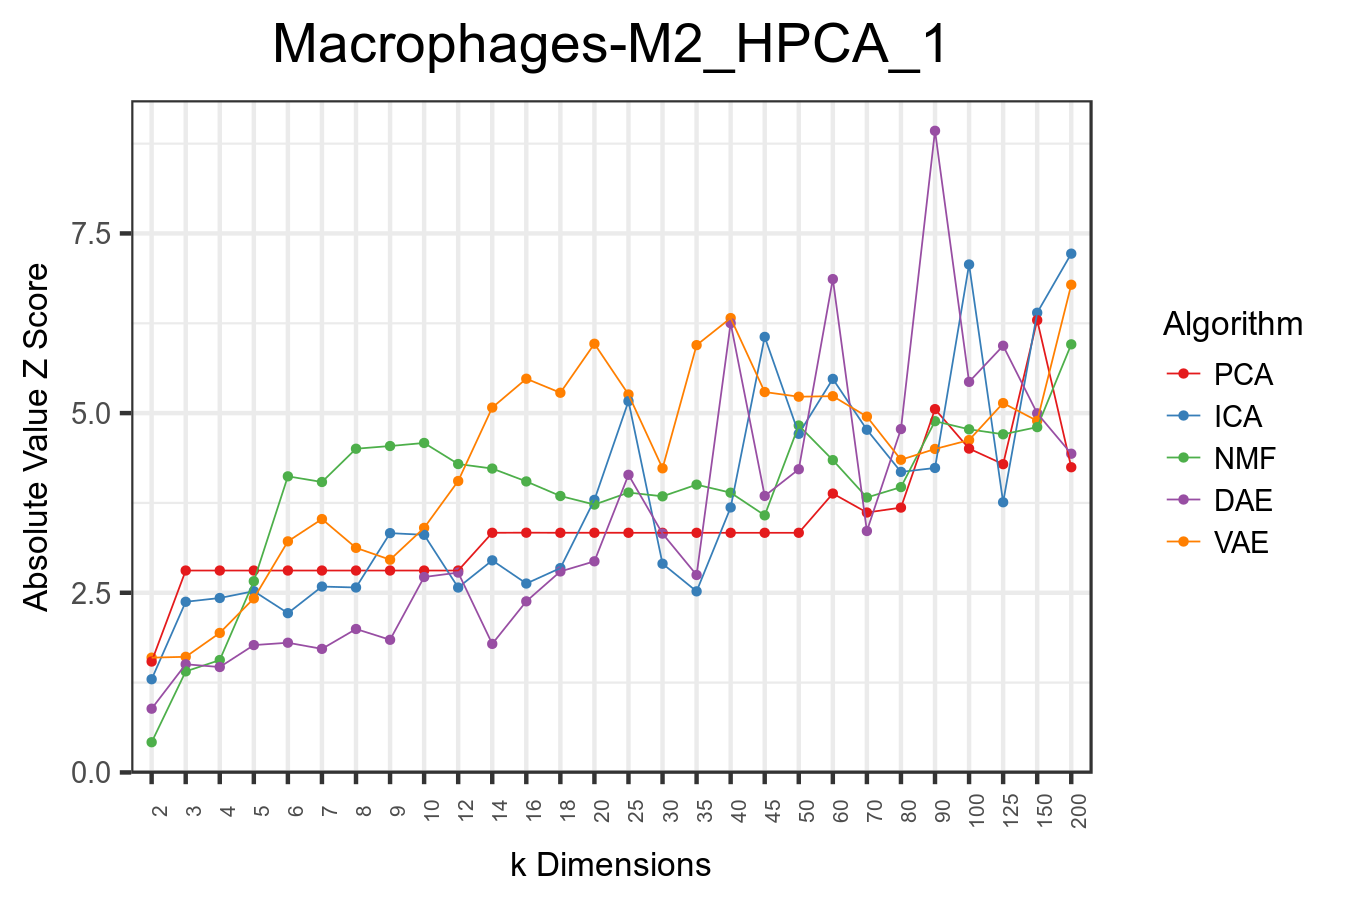 Macrophages-M2_HPCA_1
Absolute Value Z Score
7.5
5.0
2.5
0.0
2 3 4 5 6 7 8 9 10 12 14 16 18 20 25 30 35 40 45 50 60 70 80 90 100 125 150 200
k Dimensions
Algorithm
PCA
ICA
NMF
DAE
VAE